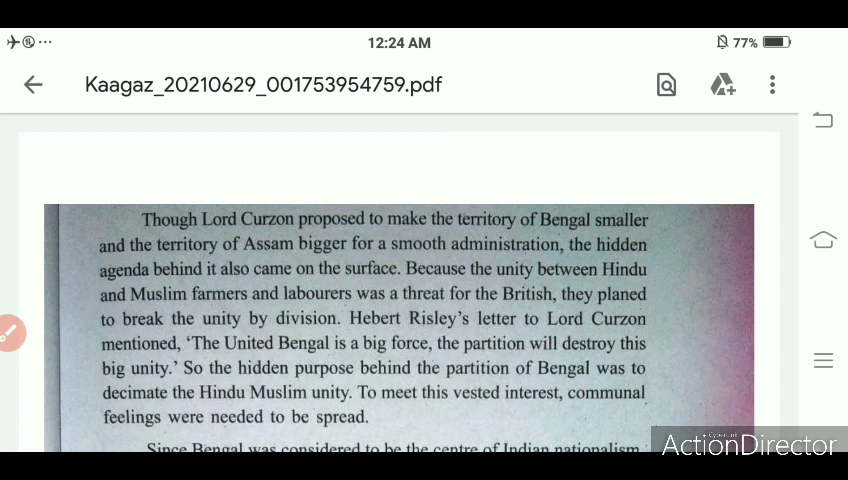 12:24 AM
77%
Kaagaz_20210629_001753954759.pdf
Though Lord Curzon proposed to make the territory of Bengal smaller
and the territory of Assam bigger for a smooth administration, the hidden
agenda behind it also came on the surface. Because the unity between Hindu
and Muslim farmers and labourers was a threat for the British, they planed
to break the unity by division. Hebert Risley's letter to Lord Curzon
mentioned, 'The United Bengal is a big force, the partition will destroy this
big unity.' So the hidden purpose behind the partition of Bengal was to
decimate the Hindu Muslim unity. To meet this vested interest, communal
feelings were needed to be spread.
Since Bengal was considered to be the centre of Indian nationalism
CyberLink
ActionDirector